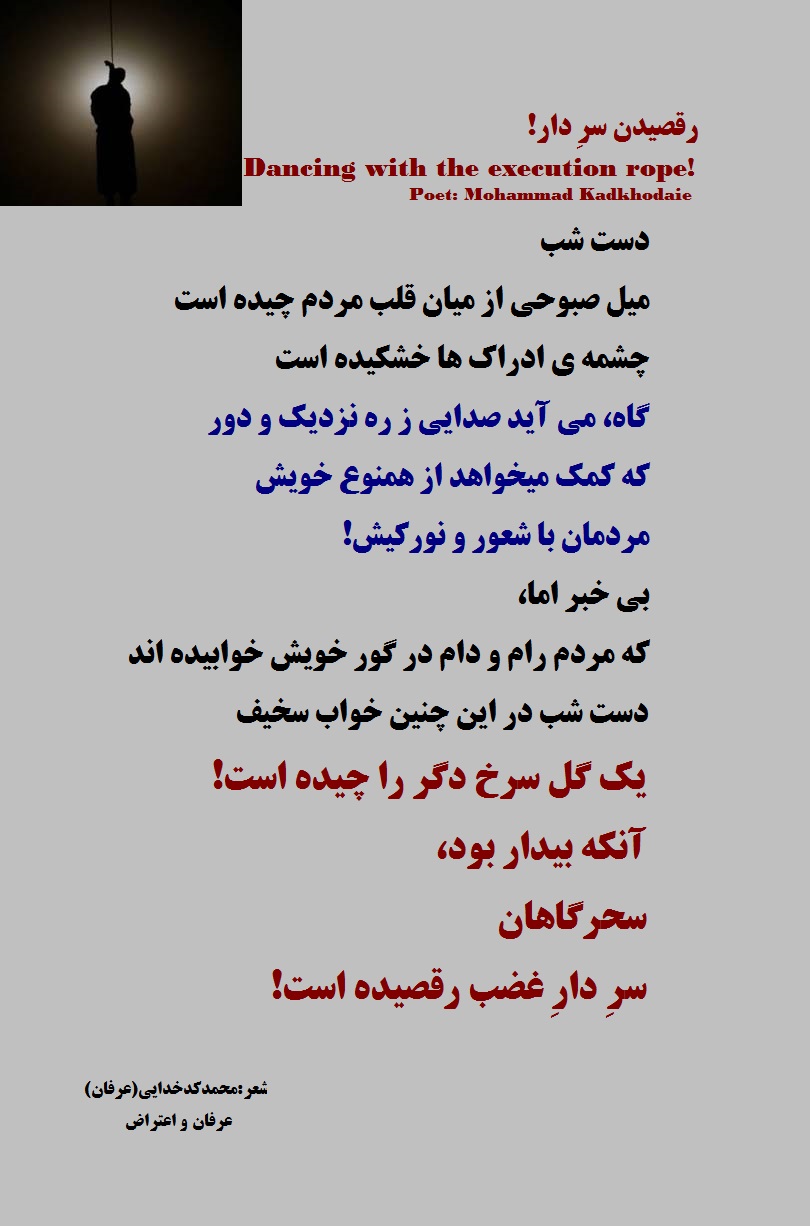 رقصیدن سرِ دار!
Dancing with the execution rope!
Poet: Mohammad Kadkhodaie
دست شب
میل صبوحی از میان قلب مردم چیده است
چشمه ی ادراک ها خشکیده است
گاه، می آید صدایی ز ره نزدیک و دور
که کمک میخواهد از همنوع خویش
مردمان با شعور و نورکیش!
بی خبر اما،
که مردم رام و دام در گور خویش خوابیده اند
دست شب در این چنین خواب سخیف
یک گل سرخ دگر را چیده است!
آنکه بیدار بود،
سحرگاهان
سرِ دارِ غضب رقصیده است!
شعر:محمدکدخدایی(عرفان)
عرفان و اعتراض